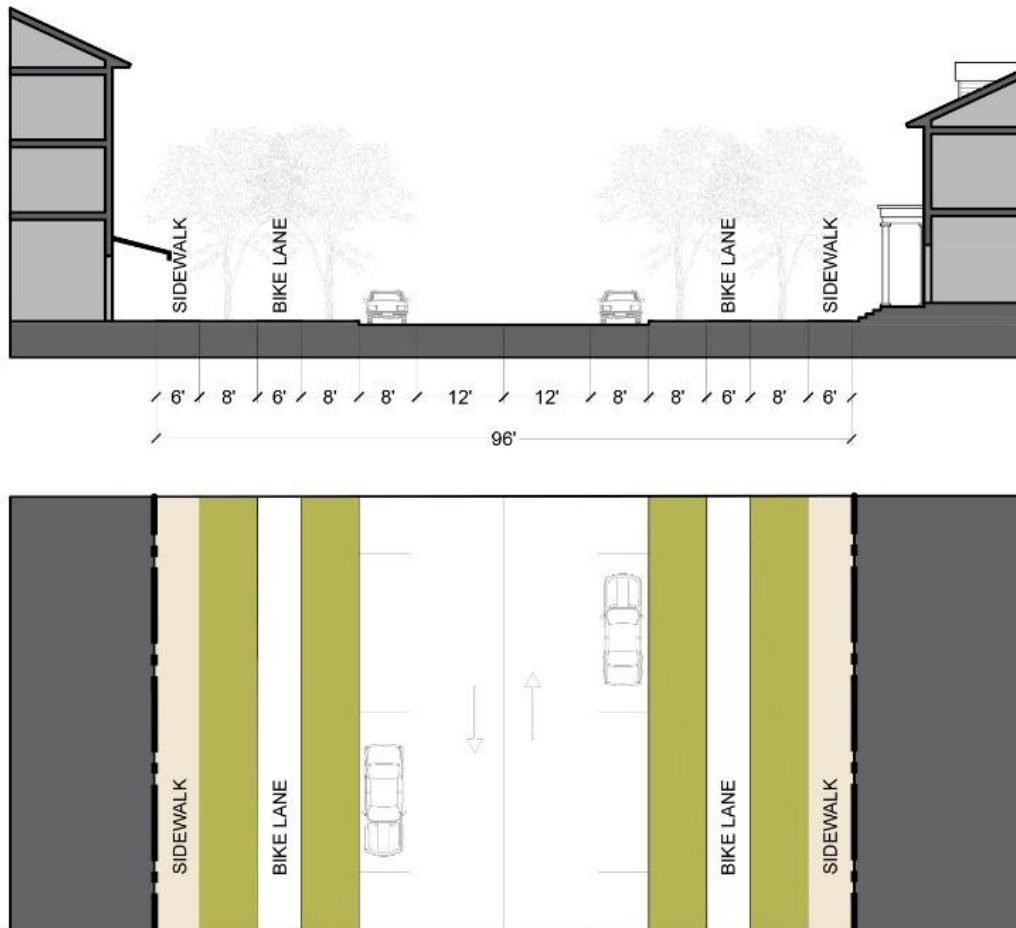 SIDEWALK
BIKE LANE
BIKE LANE
SIDEWALK
6' 8' 6' 8' 8' 12' 12' 8' 8' 6' 8' 6'
96'
SIDEWALK
BIKE LANE
BIKE LANE
SIDEWALK